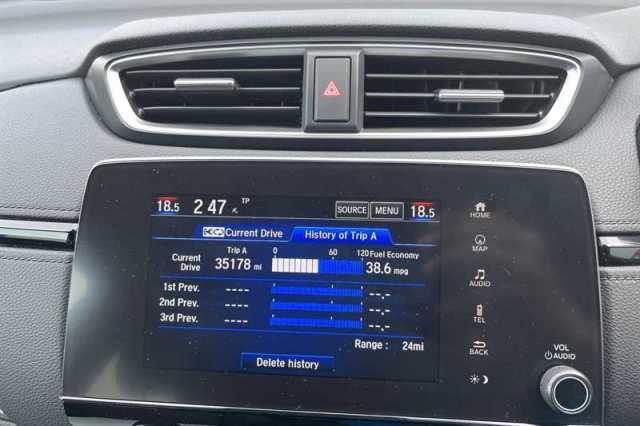 18.5 2 47 TP SOURCE MENU 18.5
Current Drive History of Trip A
Trip A 0 60 120 Fuel Economy
Current Drive 35178 mi 38.6 mpg
1st Prev. ---- --.-
2nd Prev. ---- --.-
3rd Prev. ---- --.-
Range : 24mi
Delete history
HOME
MAP
AUDIO
TEL
BACK
VOL
AUDIO